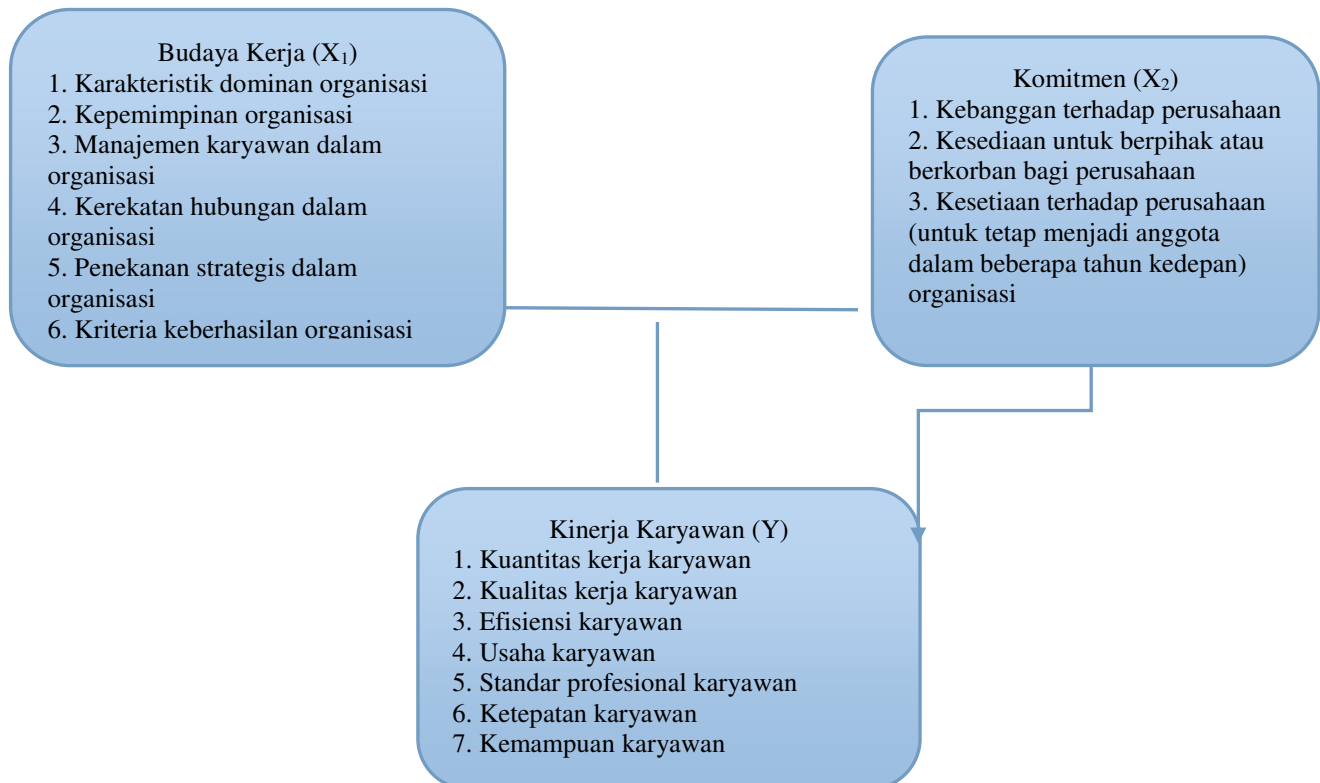 Budaya Kerja (X₁)
1. Karakteristik dominan organisasi
2. Kepemimpinan organisasi
3. Manajemen karyawan dalam
organisasi
4. Kerekatan hubungan dalam
organisasi
5. Penekanan strategis dalam
organisasi
6. Kriteria keberhasilan organisasi
Komitmen (X₂)
1. Kebanggan terhadap perusahaan
2. Kesediaan untuk berpihak atau
berkorban bagi perusahaan
3. Kesetiaan terhadap perusahaan
(untuk tetap menjadi anggota
dalam beberapa tahun kedepan)
organisasi
Kinerja Karyawan (Y)
1. Kuantitas kerja karyawan
2. Kualitas kerja karyawan
3. Efisiensi karyawan
4. Usaha karyawan
5. Standar profesional karyawan
6. Ketepatan karyawan
7. Kemampuan karyawan